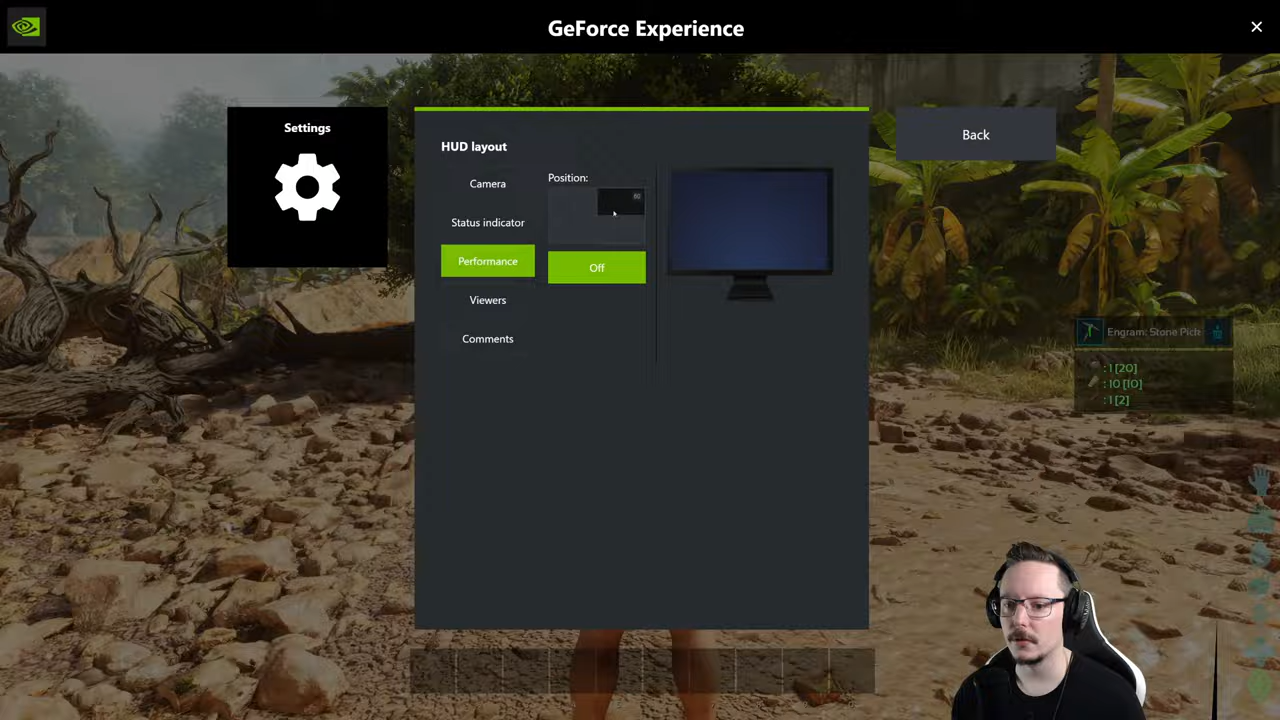 GeForce Experience
Settings
Back
HUD layout
Camera
Position:
60
Status indicator
Performance
Off
Viewers
Comments
Engram: Stone Pick
: 1 [20]
: 10 [10]
: 1 [2]